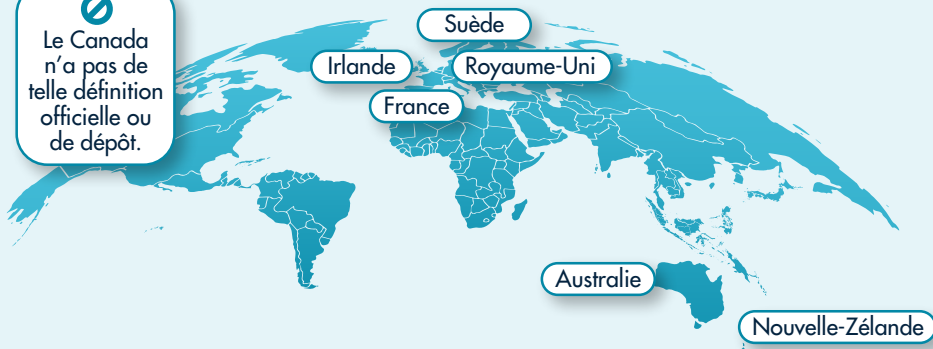 Le Canada
n'a pas de
telle définition
officielle ou
de dépôt.
Suède
Irlande
Royaume-Uni
France
Australie
Nouvelle-Zélande